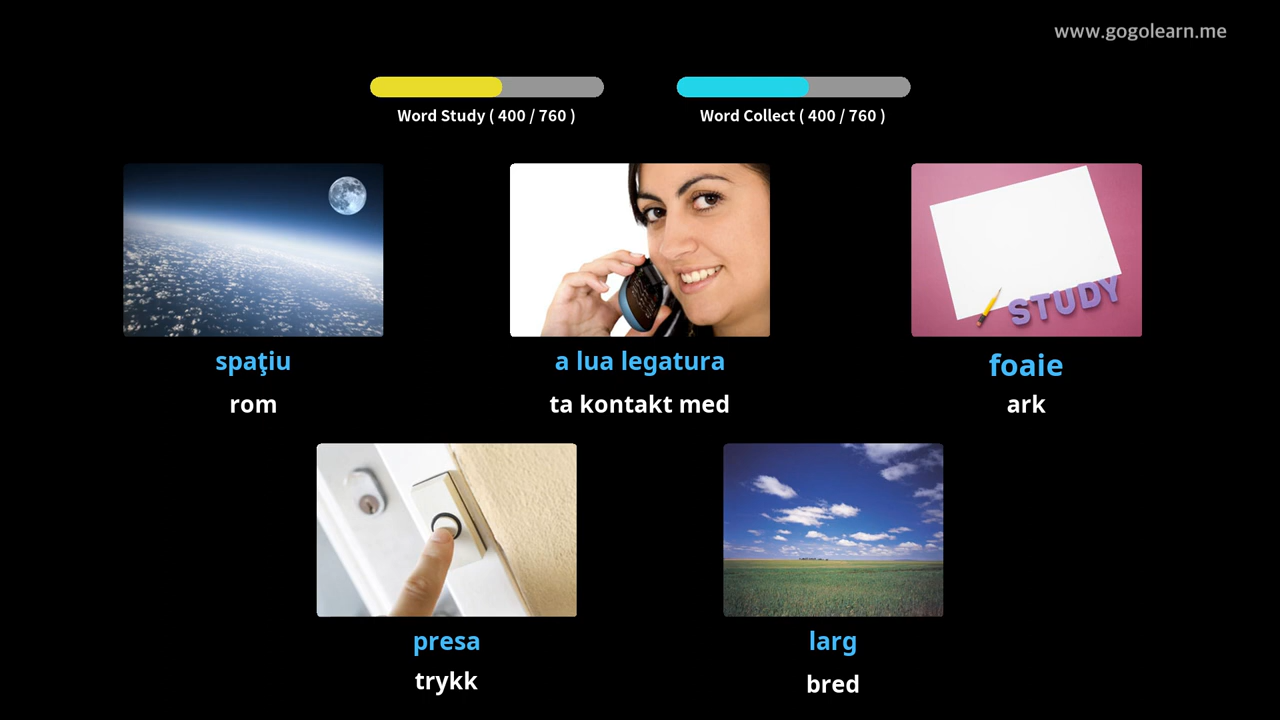 www.gogolearn.me
Word Study ( 400 / 760 )
Word Collect ( 400 / 760 )
STUDY
spaţiu
a lua legatura
foaie
rom
ta kontakt med
ark
presa
larg
trykk
bred